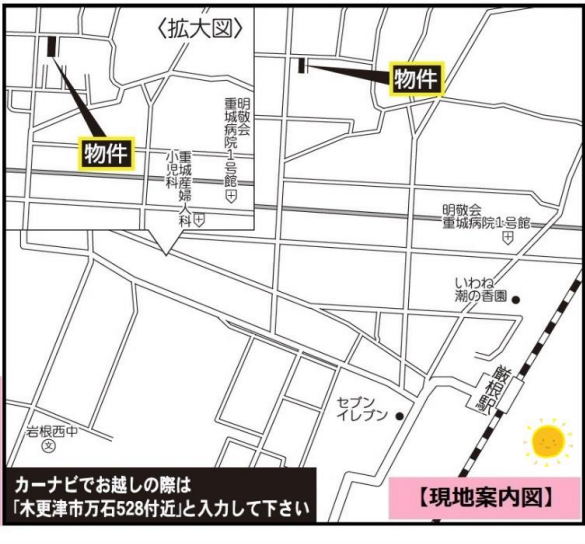 〈拡大図〉
物件
明敬会
重城病院1号館
重城産婦人科
小児科
物件
明敬会
重城病院1号館
いわね
潮の香園
巌根駅
セブン
イレブン
岩根西中
文
カーナビでお越しの際は
「木更津市万石528付近」と入力して下さい
【現地案内図】